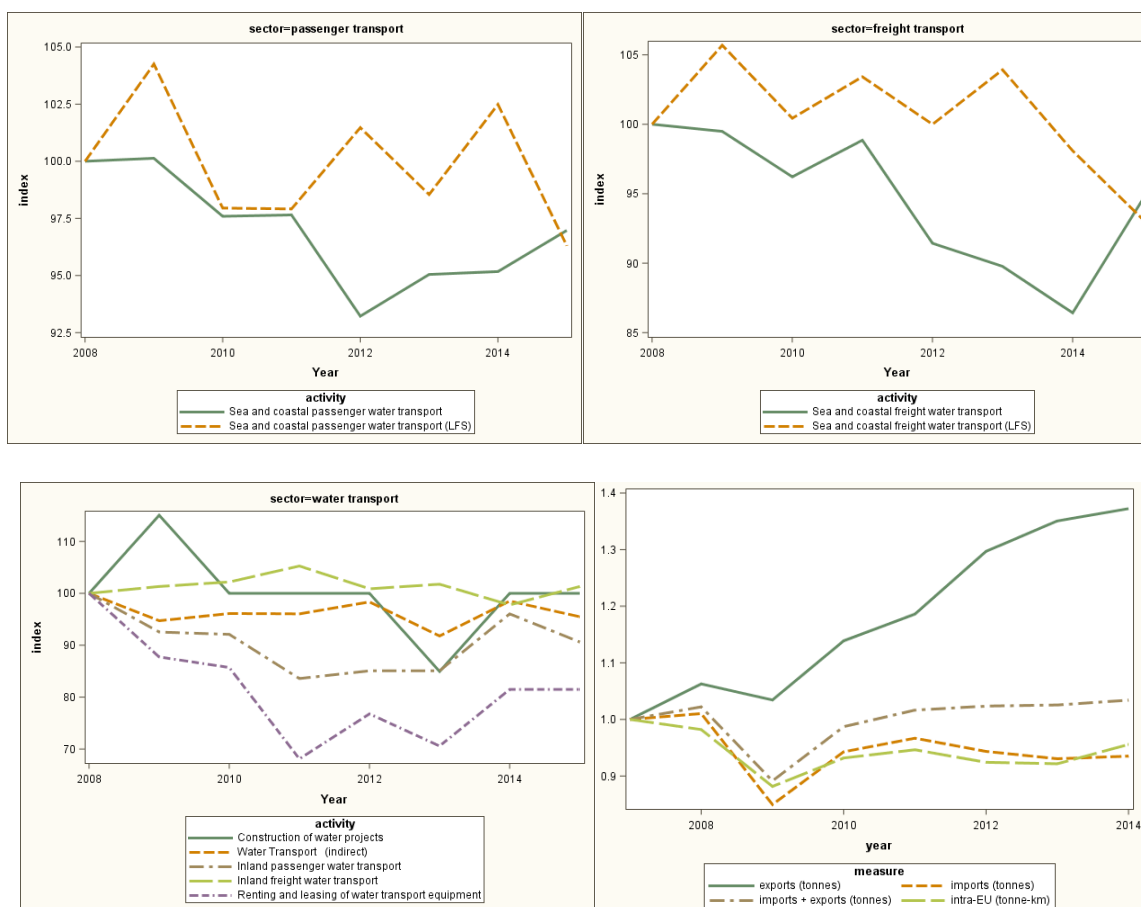 sector=passenger transport
105.0
102.5
100.0
97.5
95.0
92.5
index
2008 2010 2012 2014
Year
activity
Sea and coastal passenger water transport
Sea and coastal passenger water transport (LFS)
sector=freight transport
105
100
95
90
85
index
2008 2010 2012 2014
Year
activity
Sea and coastal freight water transport
Sea and coastal freight water transport (LFS)
sector=water transport
110
100
90
80
70
index
2008 2010 2012 2014
Year
activity
Construction of water projects
Water Transport (indirect)
Inland passenger water transport
Inland freight water transport
Renting and leasing of water transport equipment
1.4
1.3
1.2
1.1
1.0
0.9
2008 2010 2012 2014
year
measure
exports (tonnes) imports (tonnes)
imports + exports (tonnes) intra-EU (tonne-km)